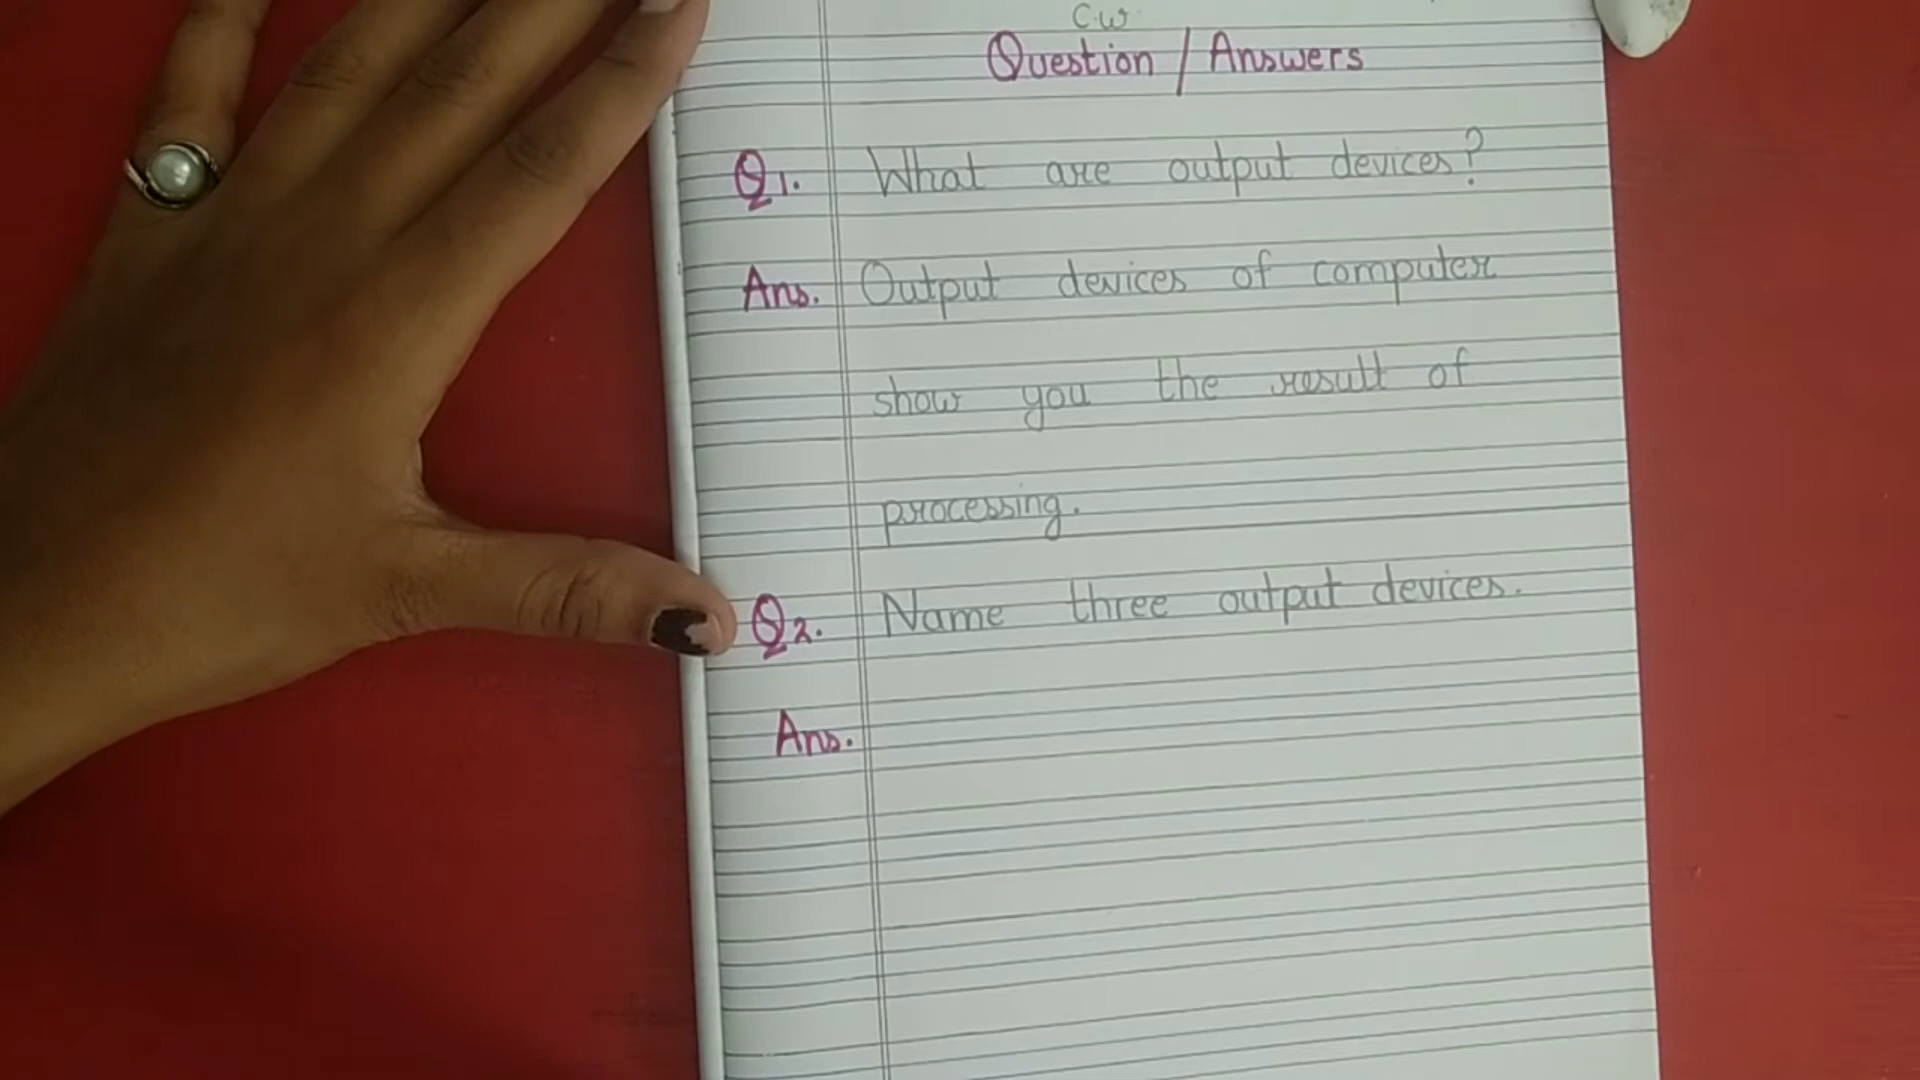 C.W
Question / Answers
Q1. What are output devices?
Ans. Output devices of computer
show you the result of
processing.
Q2. Name three output devices.
Ans.